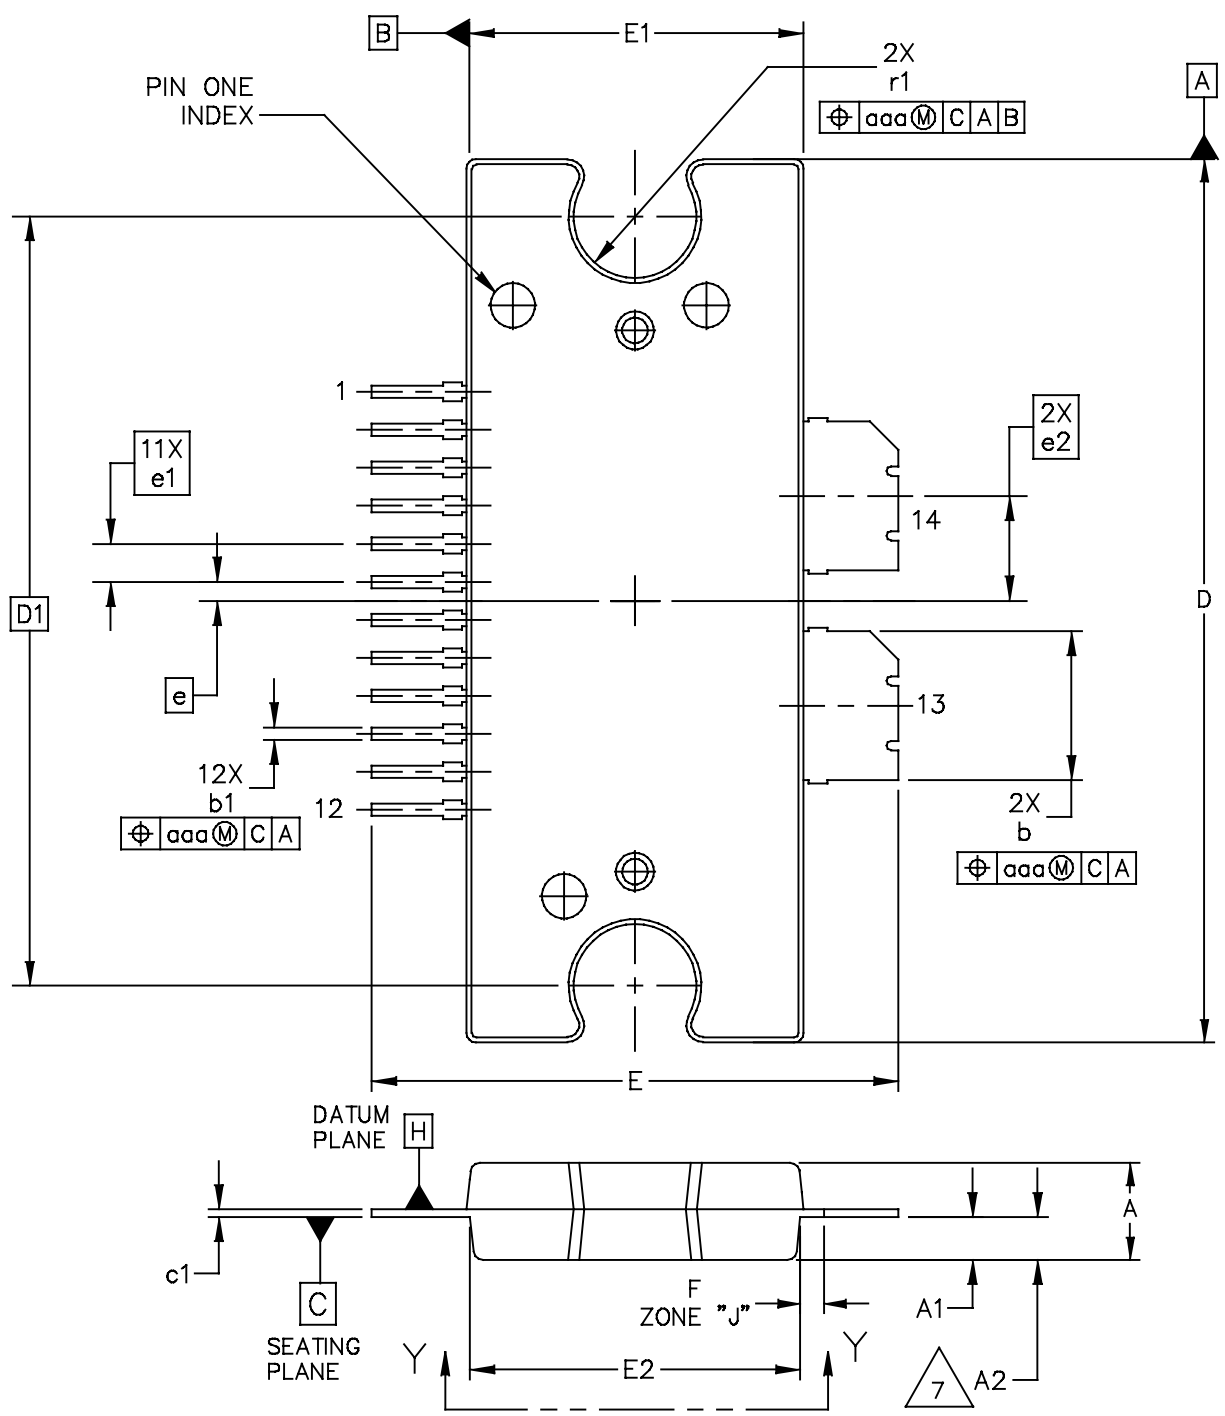 B
E1
2X
r1
⌖ aaa Ⓜ C A B
A
PIN ONE
INDEX
1
11X
e1
2X
e2
14
D1
D
e
13
12X
b1
⌖ aaa Ⓜ C A
12
2X
b
⌖ aaa Ⓜ C A
E
DATUM
PLANE
H
A
c1
C
SEATING
PLANE
F
ZONE "J"
A1
Y
Y
E2
7
A2